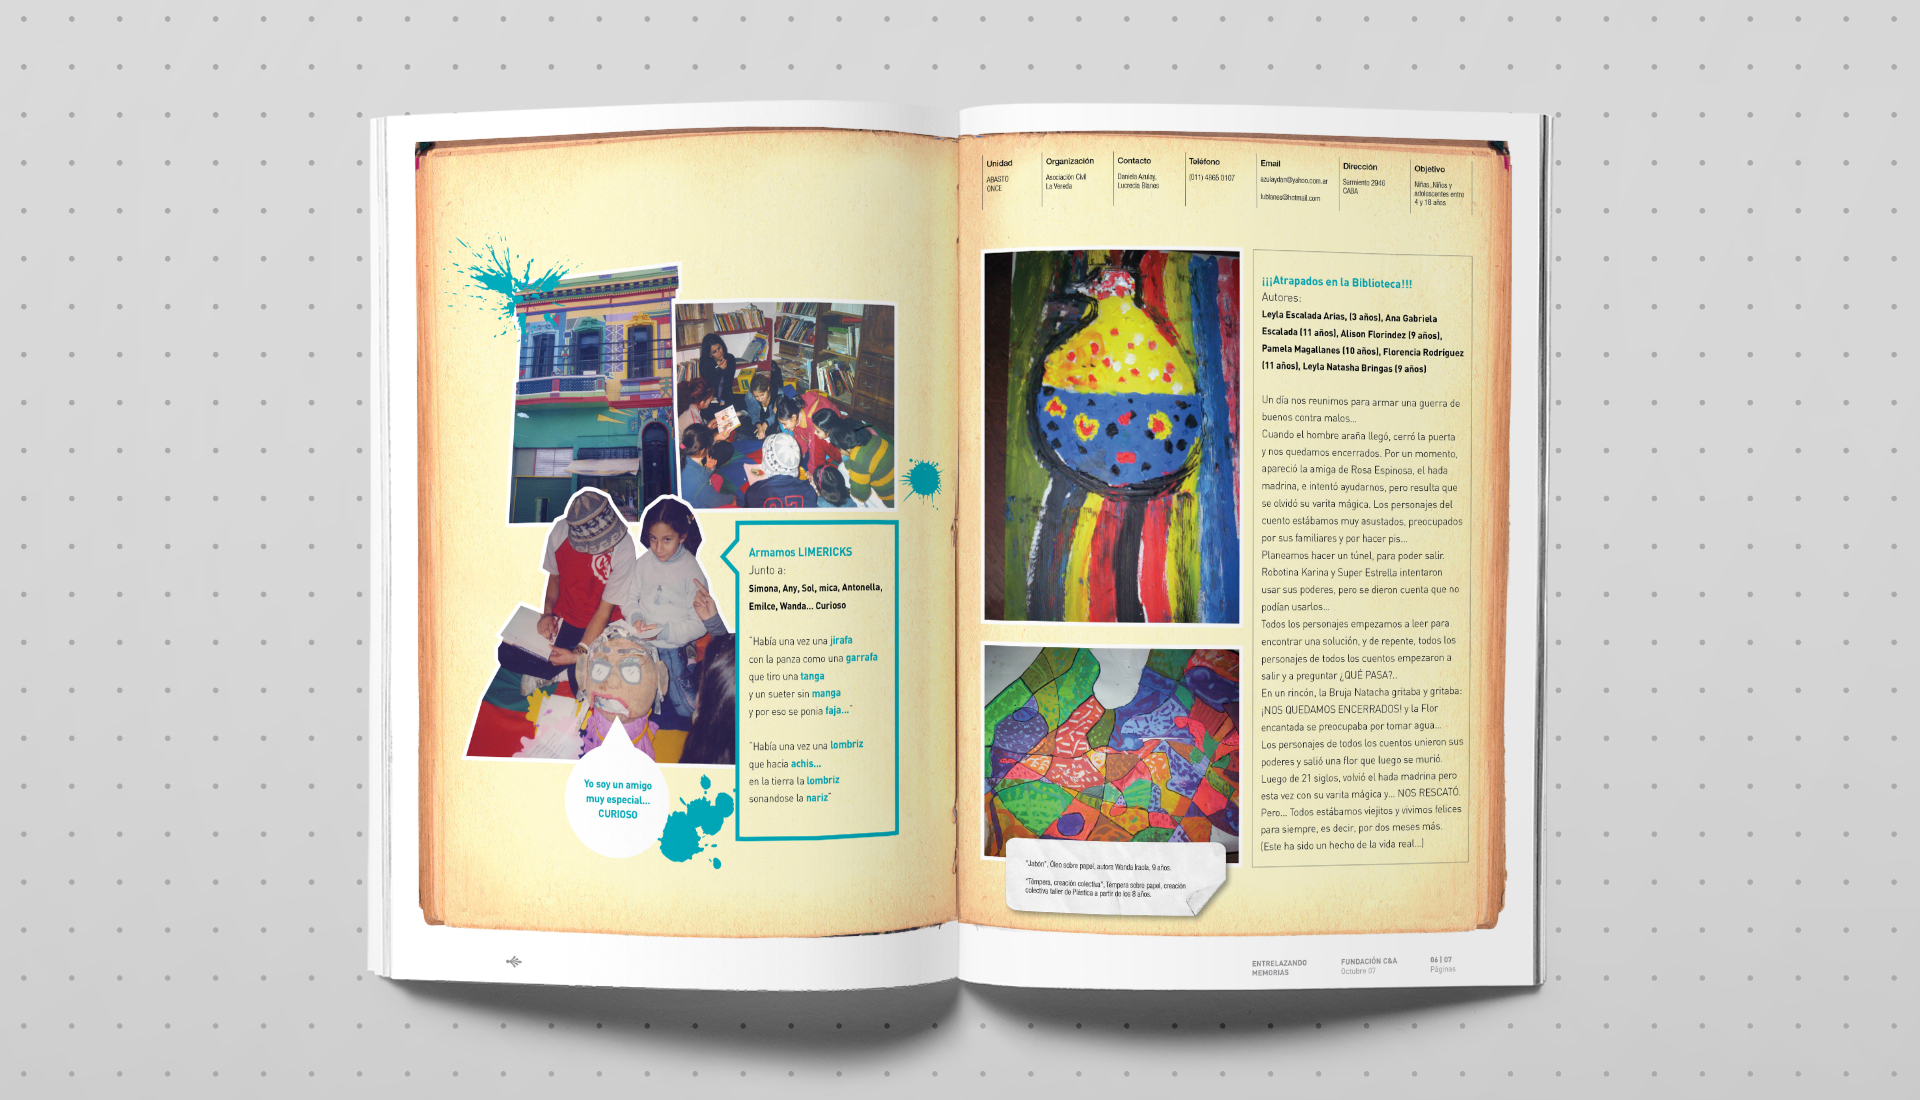 Armamos LIMERICKS
Junto a:
Simona, Any, Sol, mica, Antonella,
Emilce, Wanda... Curioso
"Había una vez una jirafa
con la panza como una garrafa
que tiro una tanga
y un sueter sin manga
y por eso se ponia faja..."
"Había una vez una lombriz
que hacia achis...
en la tierra la lombriz
sonandose la nariz"
Yo soy un amigo
muy especial...
CURIOSO
Unidad
ABASTO
ONCE
Organización
Asociación Civil
La Vereda
Contacto
Daniela Azulay,
Lucrecia Blanes
Teléfono
(011) 4865 0107
Email
azulaydan@yahoo.com.ar
lublanes@hotmail.com
Dirección
Sarmiento 2946
CABA
Objetivo
Niñas, Niños y
adolescentes entre
4 y 18 años
¡¡¡Atrapados en la Biblioteca!!!
Autores:
Leyla Escalada Arias, (3 años), Ana Gabriela
Escalada (11 años), Alison Florindez (9 años),
Pamela Magallanes (10 años), Florencia Rodriguez
(11 años), Leyla Natasha Bringas (9 años)
Un día nos reunimos para armar una guerra de
buenos contra malos...
Cuando el hombre araña llegó, cerró la puerta
y nos quedamos encerrados. Por un momento,
apareció la amiga de Rosa Espinosa, el hada
madrina, e intentó ayudarnos, pero resulta que
se olvidó su varita mágica. Los personajes del
cuento estábamos muy asustados, preocupados
por sus familiares y por hacer pis...
Planeamos hacer un túnel, para poder salir.
Robotina Karina y Super Estrella intentaron
usar sus poderes, pero se dieron cuenta que no
podían usarlos...
Todos los personajes empezamos a leer para
encontrar una solución, y de repente, todos los
personajes de todos los cuentos empezaron a
salir y a preguntar ¿QUÉ PASA?..
En un rincón, la Bruja Natacha gritaba y gritaba:
¡NOS QUEDAMOS ENCERRADOS! y la Flor
encantada se preocupaba por tomar agua...
Los personajes de todos los cuentos unieron sus
poderes y salió una flor que luego se murió.
Luego de 21 siglos, volvió el hada madrina pero
esta vez con su varita mágica y... NOS RESCATÓ.
Pero... Todos estábamos viejitos y vivimos felices
para siempre, es decir, por dos meses más.
(Este ha sido un hecho de la vida real...)
"Jabón", Óleo sobre papel, autora Wanda Iraola, 9 años.
"Témpera, creación colectiva", Témpera sobre papel, creación
colectiva taller de Plástica a partir de los 8 años.
ENTRELAZANDO
MEMORIAS
FUNDACIÓN C&A
Octubre 07
06 | 07
Páginas